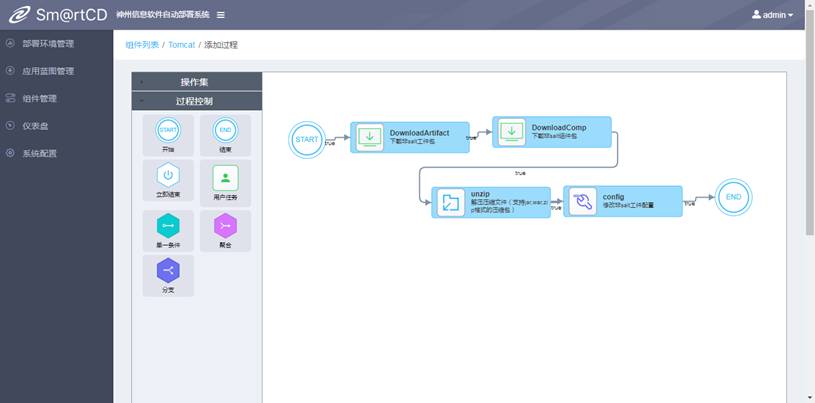 Sm@rtCD 神州信息软件自动部署系统
admin
部署环境管理
应用蓝图管理
组件管理
仪表盘
系统配置
组件列表 / Tomcat / 添加过程
操作集
过程控制
START
开始
END
结束
立即结束
用户任务
单一条件
聚合
分支
START
true
DownloadArtifact
下载非salt工件包
true
DownloadComp
下载非salt组件包
true
unzip
解压压缩文件（支持jar,war,zi
p格式的压缩包）
true
config
修改非salt工件配置
true
END